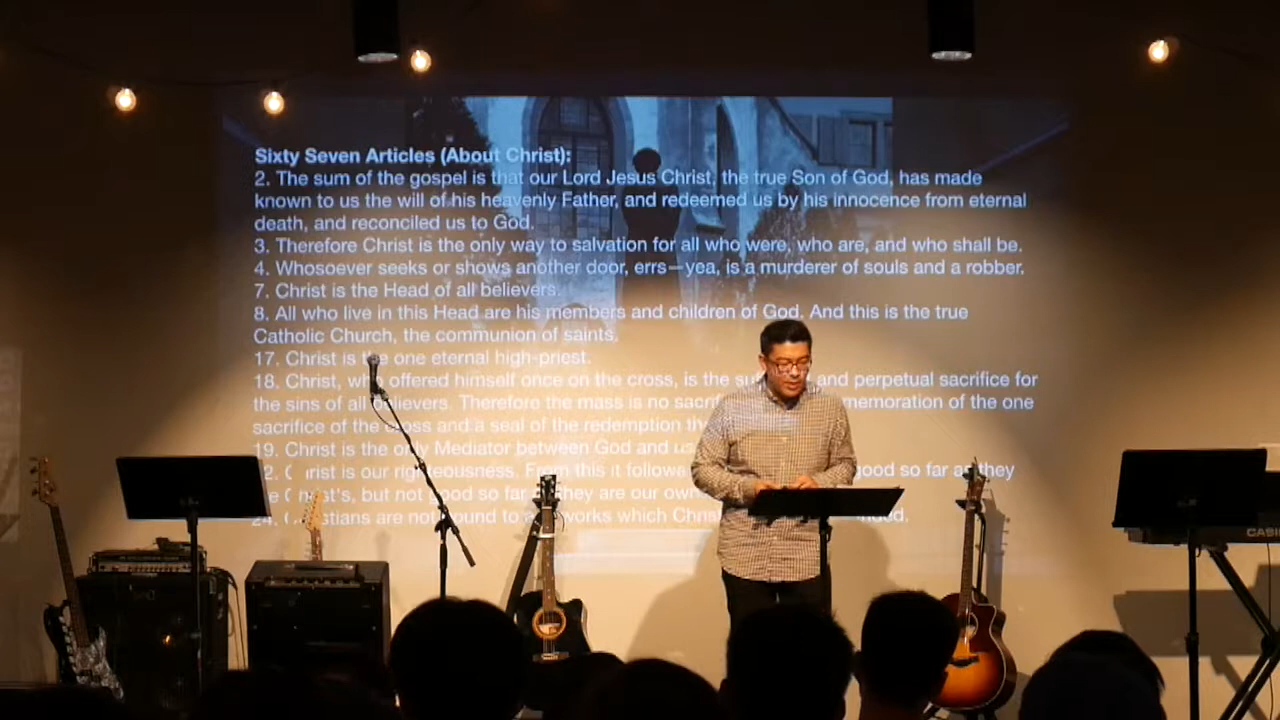 Sixty Seven Articles (About Christ):
2. The sum of the gospel is that our Lord Jesus Christ, the true Son of God, has made
known to us the will of his heavenly Father, and redeemed us by his innocence from eternal
death, and reconciled us to God.
3. Therefore Christ is the only way to salvation for all who were, who are, and who shall be.
4. Whosoever seeks or shows another door, errs—yea, is a murderer of souls and a robber.
7. Christ is the Head of all believers.
8. All who live in this Head are his members and children of God. And this is the true
Catholic Church, the communion of saints.
17. Christ is the one eternal high-priest.
18. Christ, who offered himself once on the cross, is the and perpetual sacrifice for
the sins of all believers. Therefore the mass is no memoration of the one
sacrifice of the cross and a seal of the redemption
19. Christ is the only Mediator between God and us
Christ is our righteousness. From this it follows good so far as they
Christ's, but not good so far as they are our own
24. Christians are not bound to works which Christ
CASIO